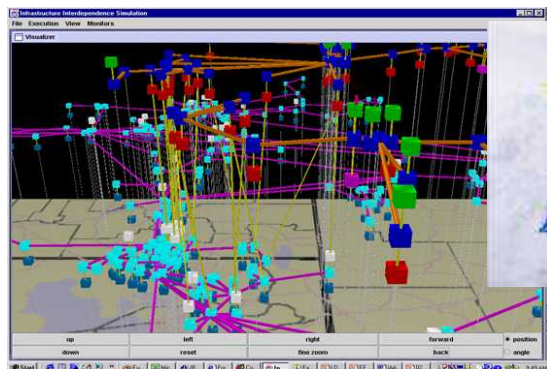 Infrastructure Interdependence Simulation
File Execution View Monitors
Visualizer
up left right forward position
down reset fine zoom back angle
Start